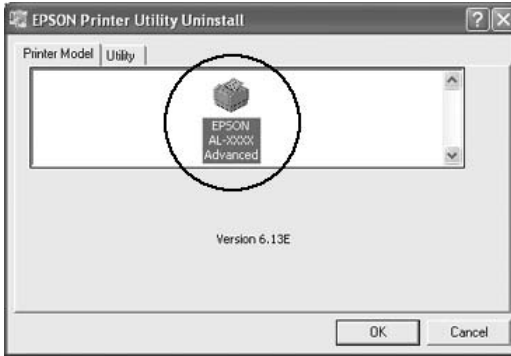 EPSON Printer Utility Uninstall
Printer Model Utility
EPSON
AL-XXXX
Advanced
Version 6.13E
OK Cancel